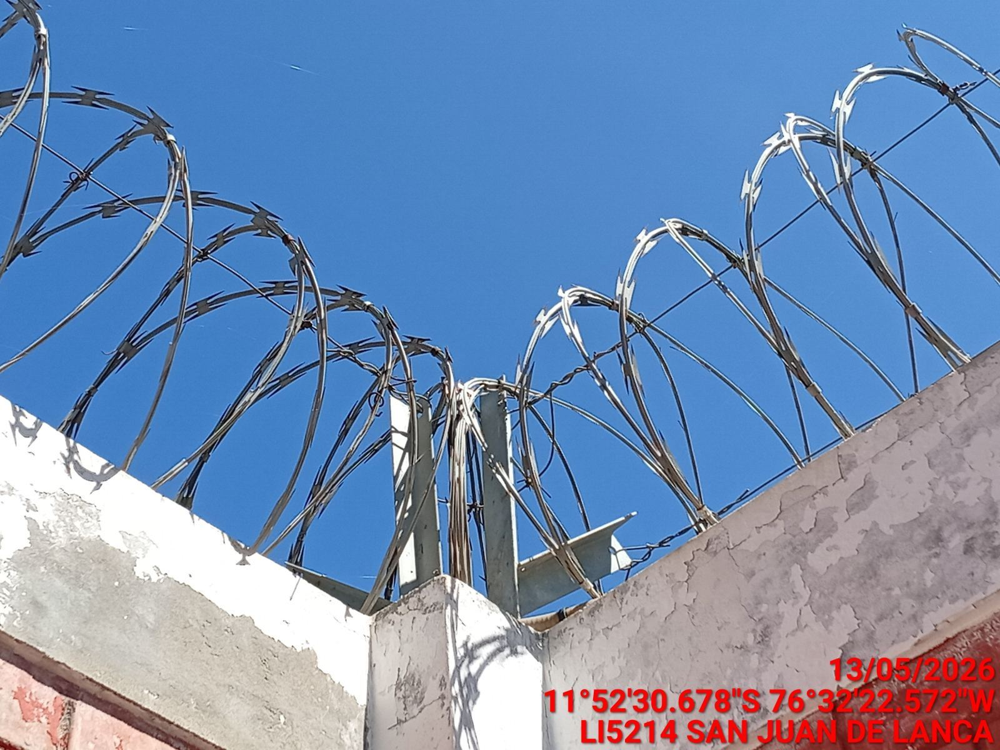 13/05/2026
11°52'30.678"S 76°32'22.572"W
LI5214 SAN JUAN DE LANCA